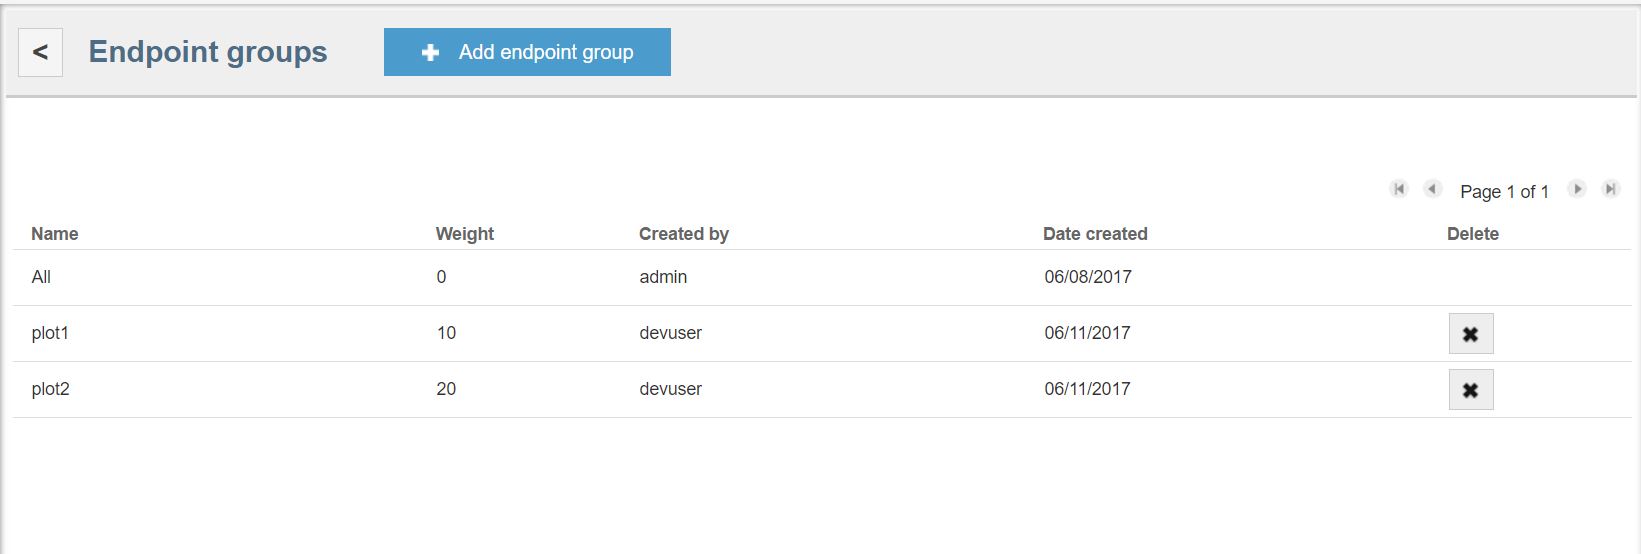 < Endpoint groups Add endpoint group
Page 1 of 1
Name Weight Created by Date created Delete
All 0 admin 06/08/2017
plot1 10 devuser 06/11/2017
plot2 20 devuser 06/11/2017